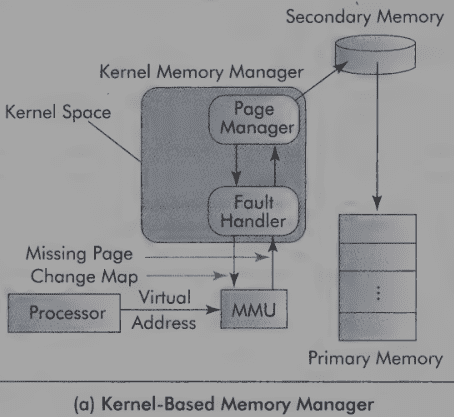 Secondary Memory
Kernel Memory Manager
Kernel Space
Page
Manager
Fault
Handler
Missing Page
Change Map
Processor
Virtual
Address
MMU
Primary Memory
(a) Kernel-Based Memory Manager